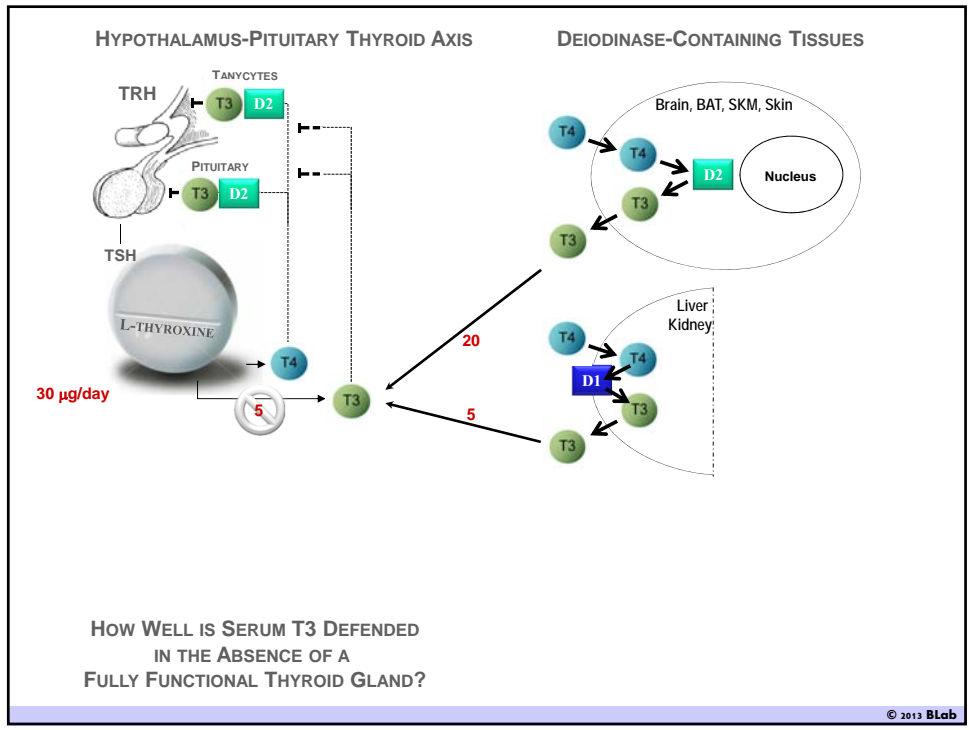 HYPOTHALAMUS-PITUITARY THYROID AXIS
DEIODINASE-CONTAINING TISSUES
TANYCTES
TRH
T3
D2
PITUITARY
T3
D2
TSH
L-THYROXINE
T4
30 μg/day
5
T3
Brain, BAT, SKM, Skin
T4
T4
D2
Nucleus
T3
T3
20
Liver
Kidney
T4
T4
D1
T3
5
T3
HOW WELL IS SERUM T3 DEFENDED
IN THE ABSENCE OF A
FULLY FUNCTIONAL THYROID GLAND?
© 2013 BLab